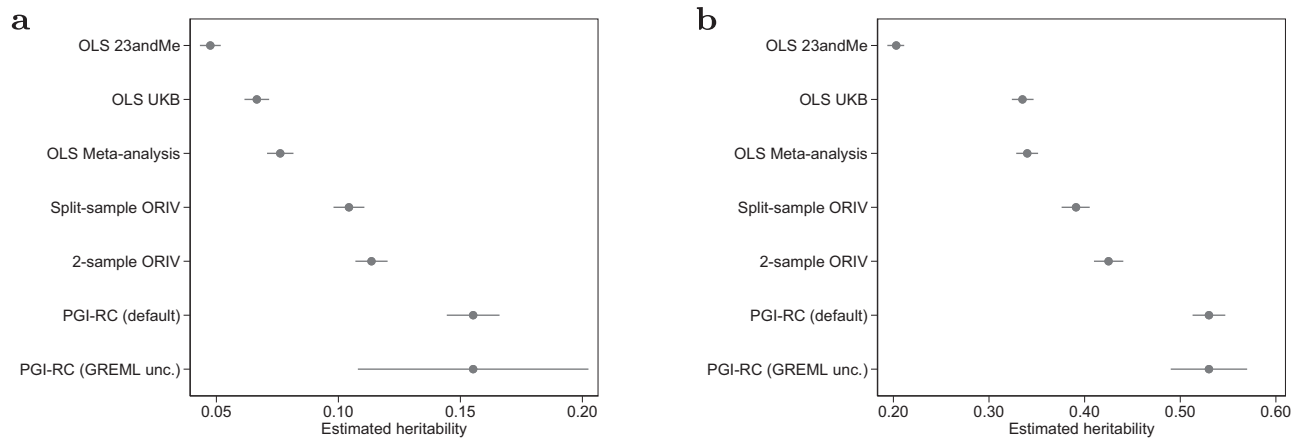 a
OLS 23andMe
OLS UKB
OLS Meta-analysis
Split-sample ORIV
2-sample ORIV
PGI-RC (default)
PGI-RC (GREML unc.)
0.05 0.10 0.15 0.20
Estimated heritability
b
OLS 23andMe
OLS UKB
OLS Meta-analysis
Split-sample ORIV
2-sample ORIV
PGI-RC (default)
PGI-RC (GREML unc.)
0.20 0.30 0.40 0.50 0.60
Estimated heritability